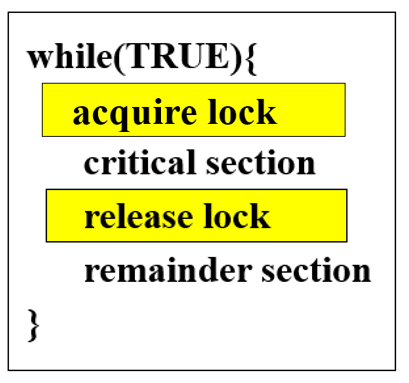 while(TRUE){
acquire lock
critical section
release lock
remainder section
}